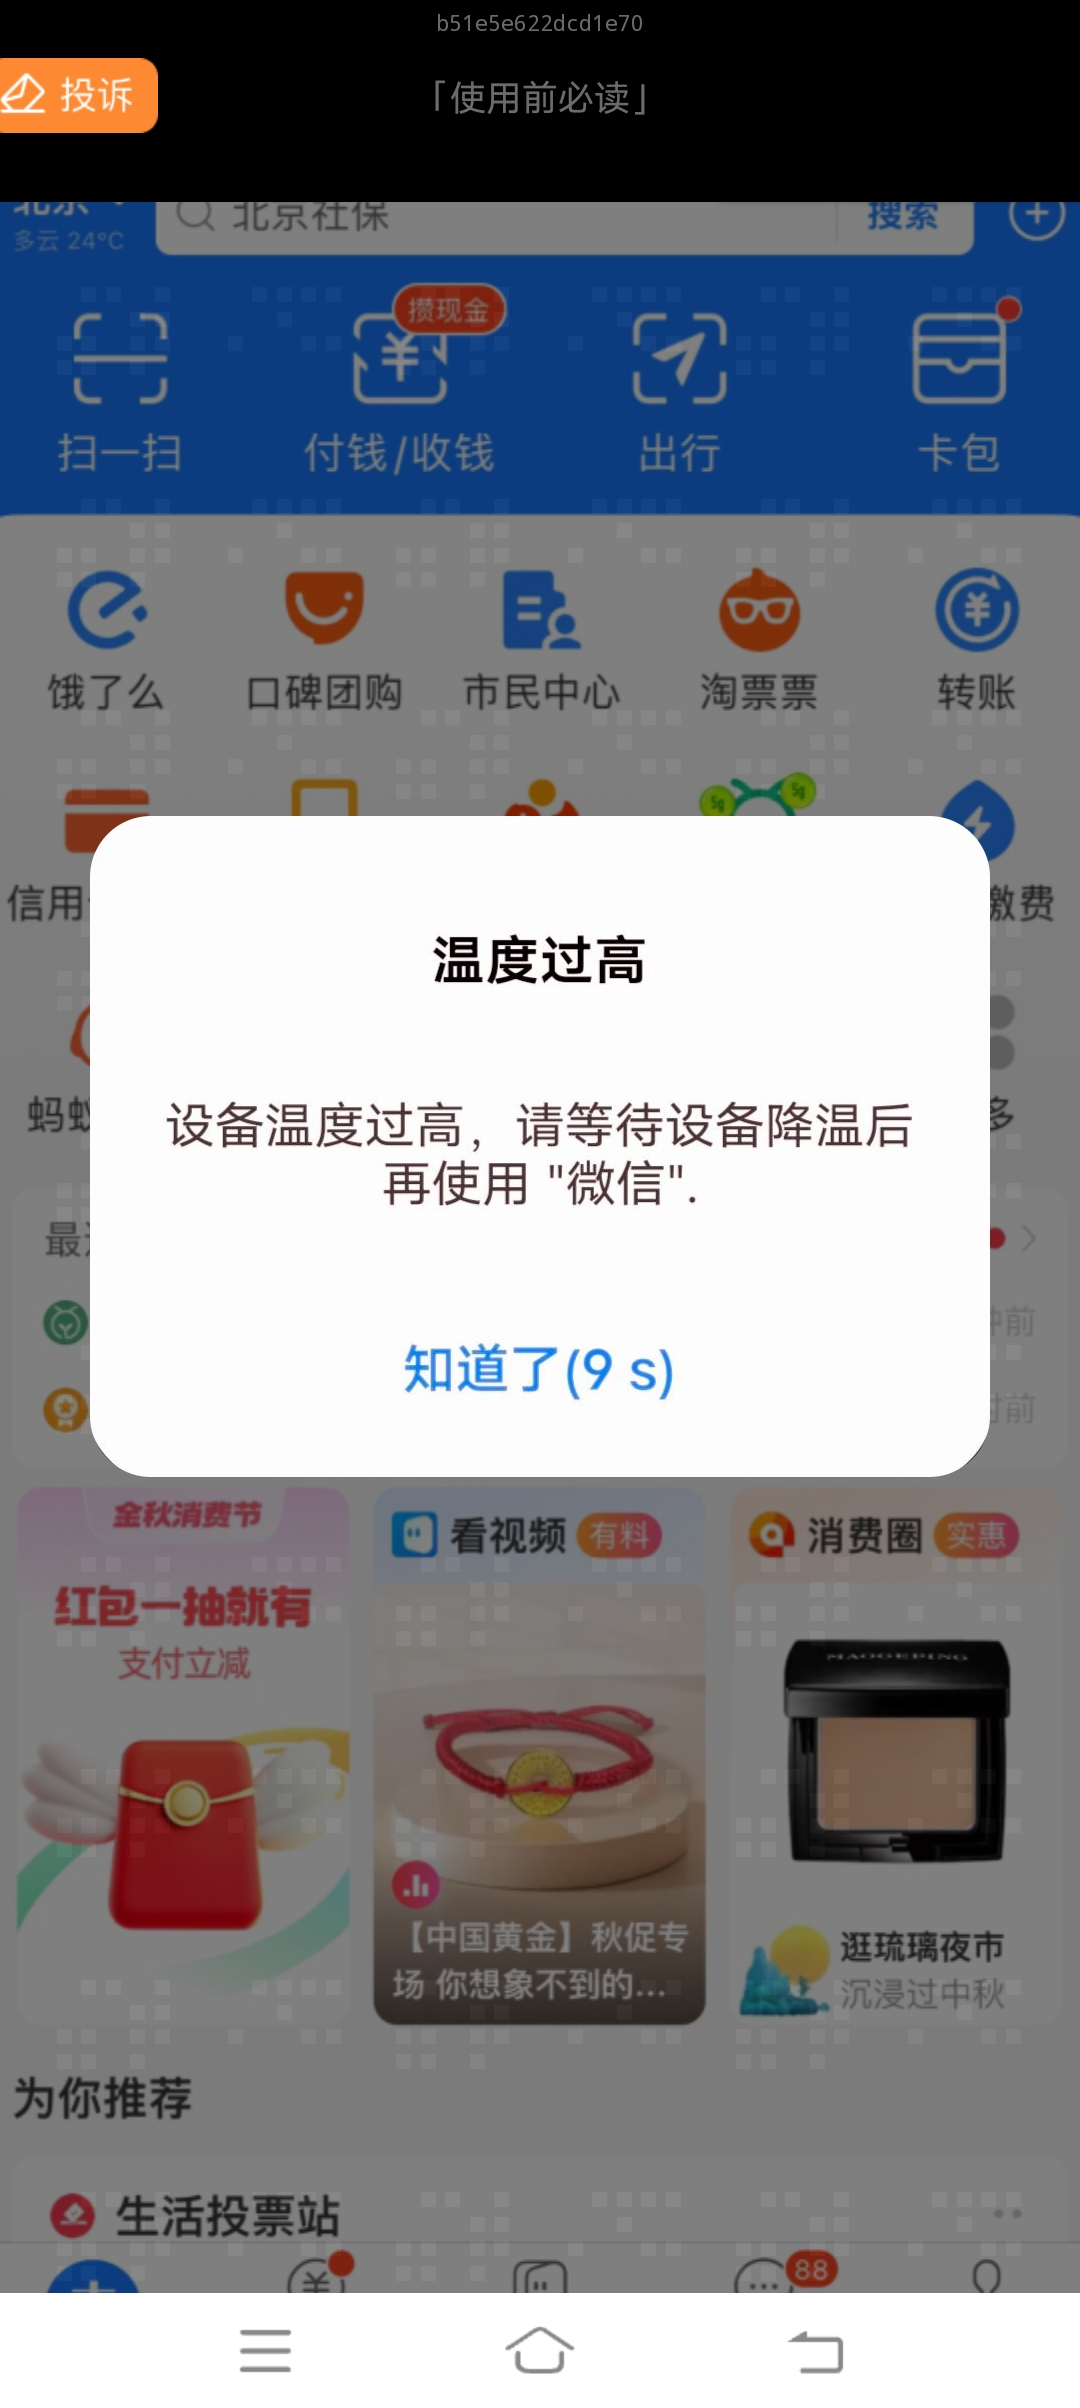 b51e5e622dcd1e70
投诉
「使用前必读」
北京
北京社保
搜索
多云 24°C
攒现金
扫一扫
付钱/收钱
出行
卡包
饿了么
口碑团购
市民中心
淘票票
转账
5g
5g
信用
缴费
蚂蚁
多
温度过高
设备温度过高，请等待设备降温后
再使用 "微信".
知道了(9 s)
最
前
前
金秋消费节
红包一抽就有
支付立减
看视频
有料
【中国黄金】秋促专
场 你想象不到的...
消费圈
实惠
MAOGEPING
逛琉璃夜市
沉浸过中秋
为你推荐
生活投票站
88